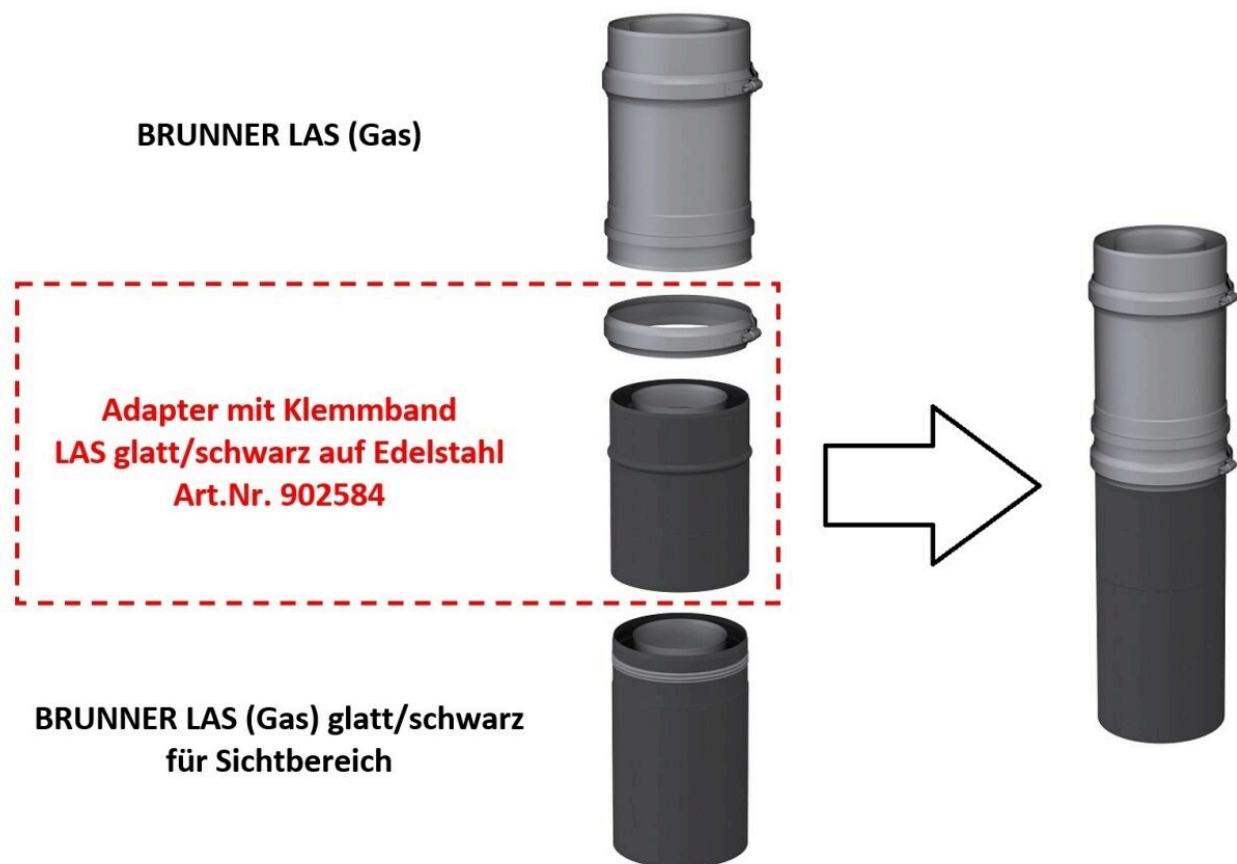 BRUNNER LAS (Gas)
Adapter mit Klemmband
LAS glatt/schwarz auf Edelstahl
Art.Nr. 902584
BRUNNER LAS (Gas) glatt/schwarz
für Sichtbereich